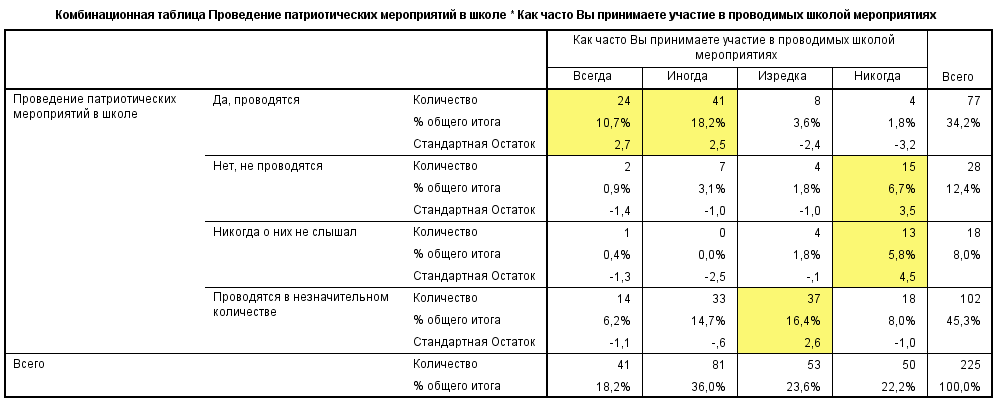 Комбинационная таблица Проведение патриотических мероприятий в школе * Как часто Вы принимаете участие в проводимых школой мероприятиях
Как часто Вы принимаете участие в проводимых школой
мероприятиях
Всегда Иногда Изредка Никогда Всего
Проведение патриотических Да, проводятся Количество 24 41 8 4 77
мероприятий в школе
% общего итога 10,7% 18,2% 3,6% 1,8% 34,2%
Стандартная Остаток 2,7 2,5 -2,4 -3,2
Нет, не проводятся Количество 2 7 4 15 28
% общего итога 0,9% 3,1% 1,8% 6,7% 12,4%
Стандартная Остаток -1,4 -1,0 -1,0 3,5
Никогда о них не слышал Количество 1 0 4 13 18
% общего итога 0,4% 0,0% 1,8% 5,8% 8,0%
Стандартная Остаток -1,3 -2,5 -,1 4,5
Проводятся в незначительном Количество 14 33 37 18 102
количестве
% общего итога 6,2% 14,7% 16,4% 8,0% 45,3%
Стандартная Остаток -1,1 -,6 2,6 -1,0
Всего Количество 41 81 53 50 225
% общего итога 18,2% 36,0% 23,6% 22,2% 100,0%